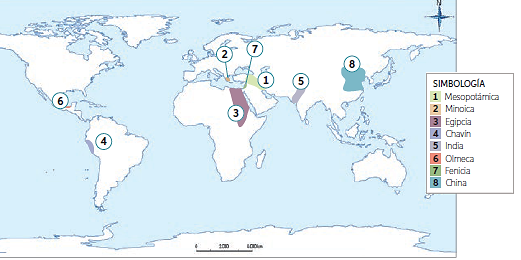 N
2
7
8
1
5
6
3
4
SIMBOLOGÍA
1 Mesopotámica
2 Minoica
3 Egipcia
4 Chavín
5 India
6 Olmeca
7 Fenicia
8 China
0